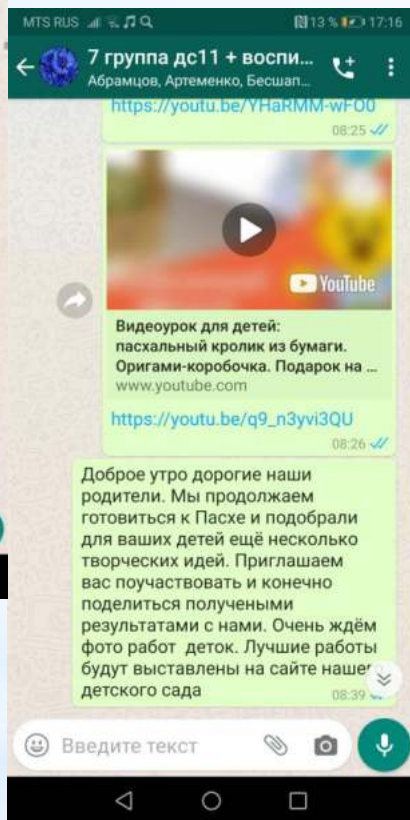 MTS RUS 13 % 17:16
7 группа дс11 + воспи...
Абрамцов, Артеменко, Бесшап...
https://youtu.be/YHaRMM-wFO0
08:25
YouTube
Видеоурок для детей:
пасхальный кролик из бумаги.
Оригами-коробочка. Подарок на ...
www.youtube.com
https://youtu.be/q9_n3yvi3QU
08:26
Доброе утро дорогие наши
родители. Мы продолжаем
готовиться к Пасхе и подобрали
для ваших детей ещё несколько
творческих идей. Приглашаем
вас поучаствовать и конечно
поделиться получеными
результатами с нами. Очень ждём
фото работ деток. Лучшие работы
будут выставлены на сайте нашего
детского сада
08:39
Введите текст